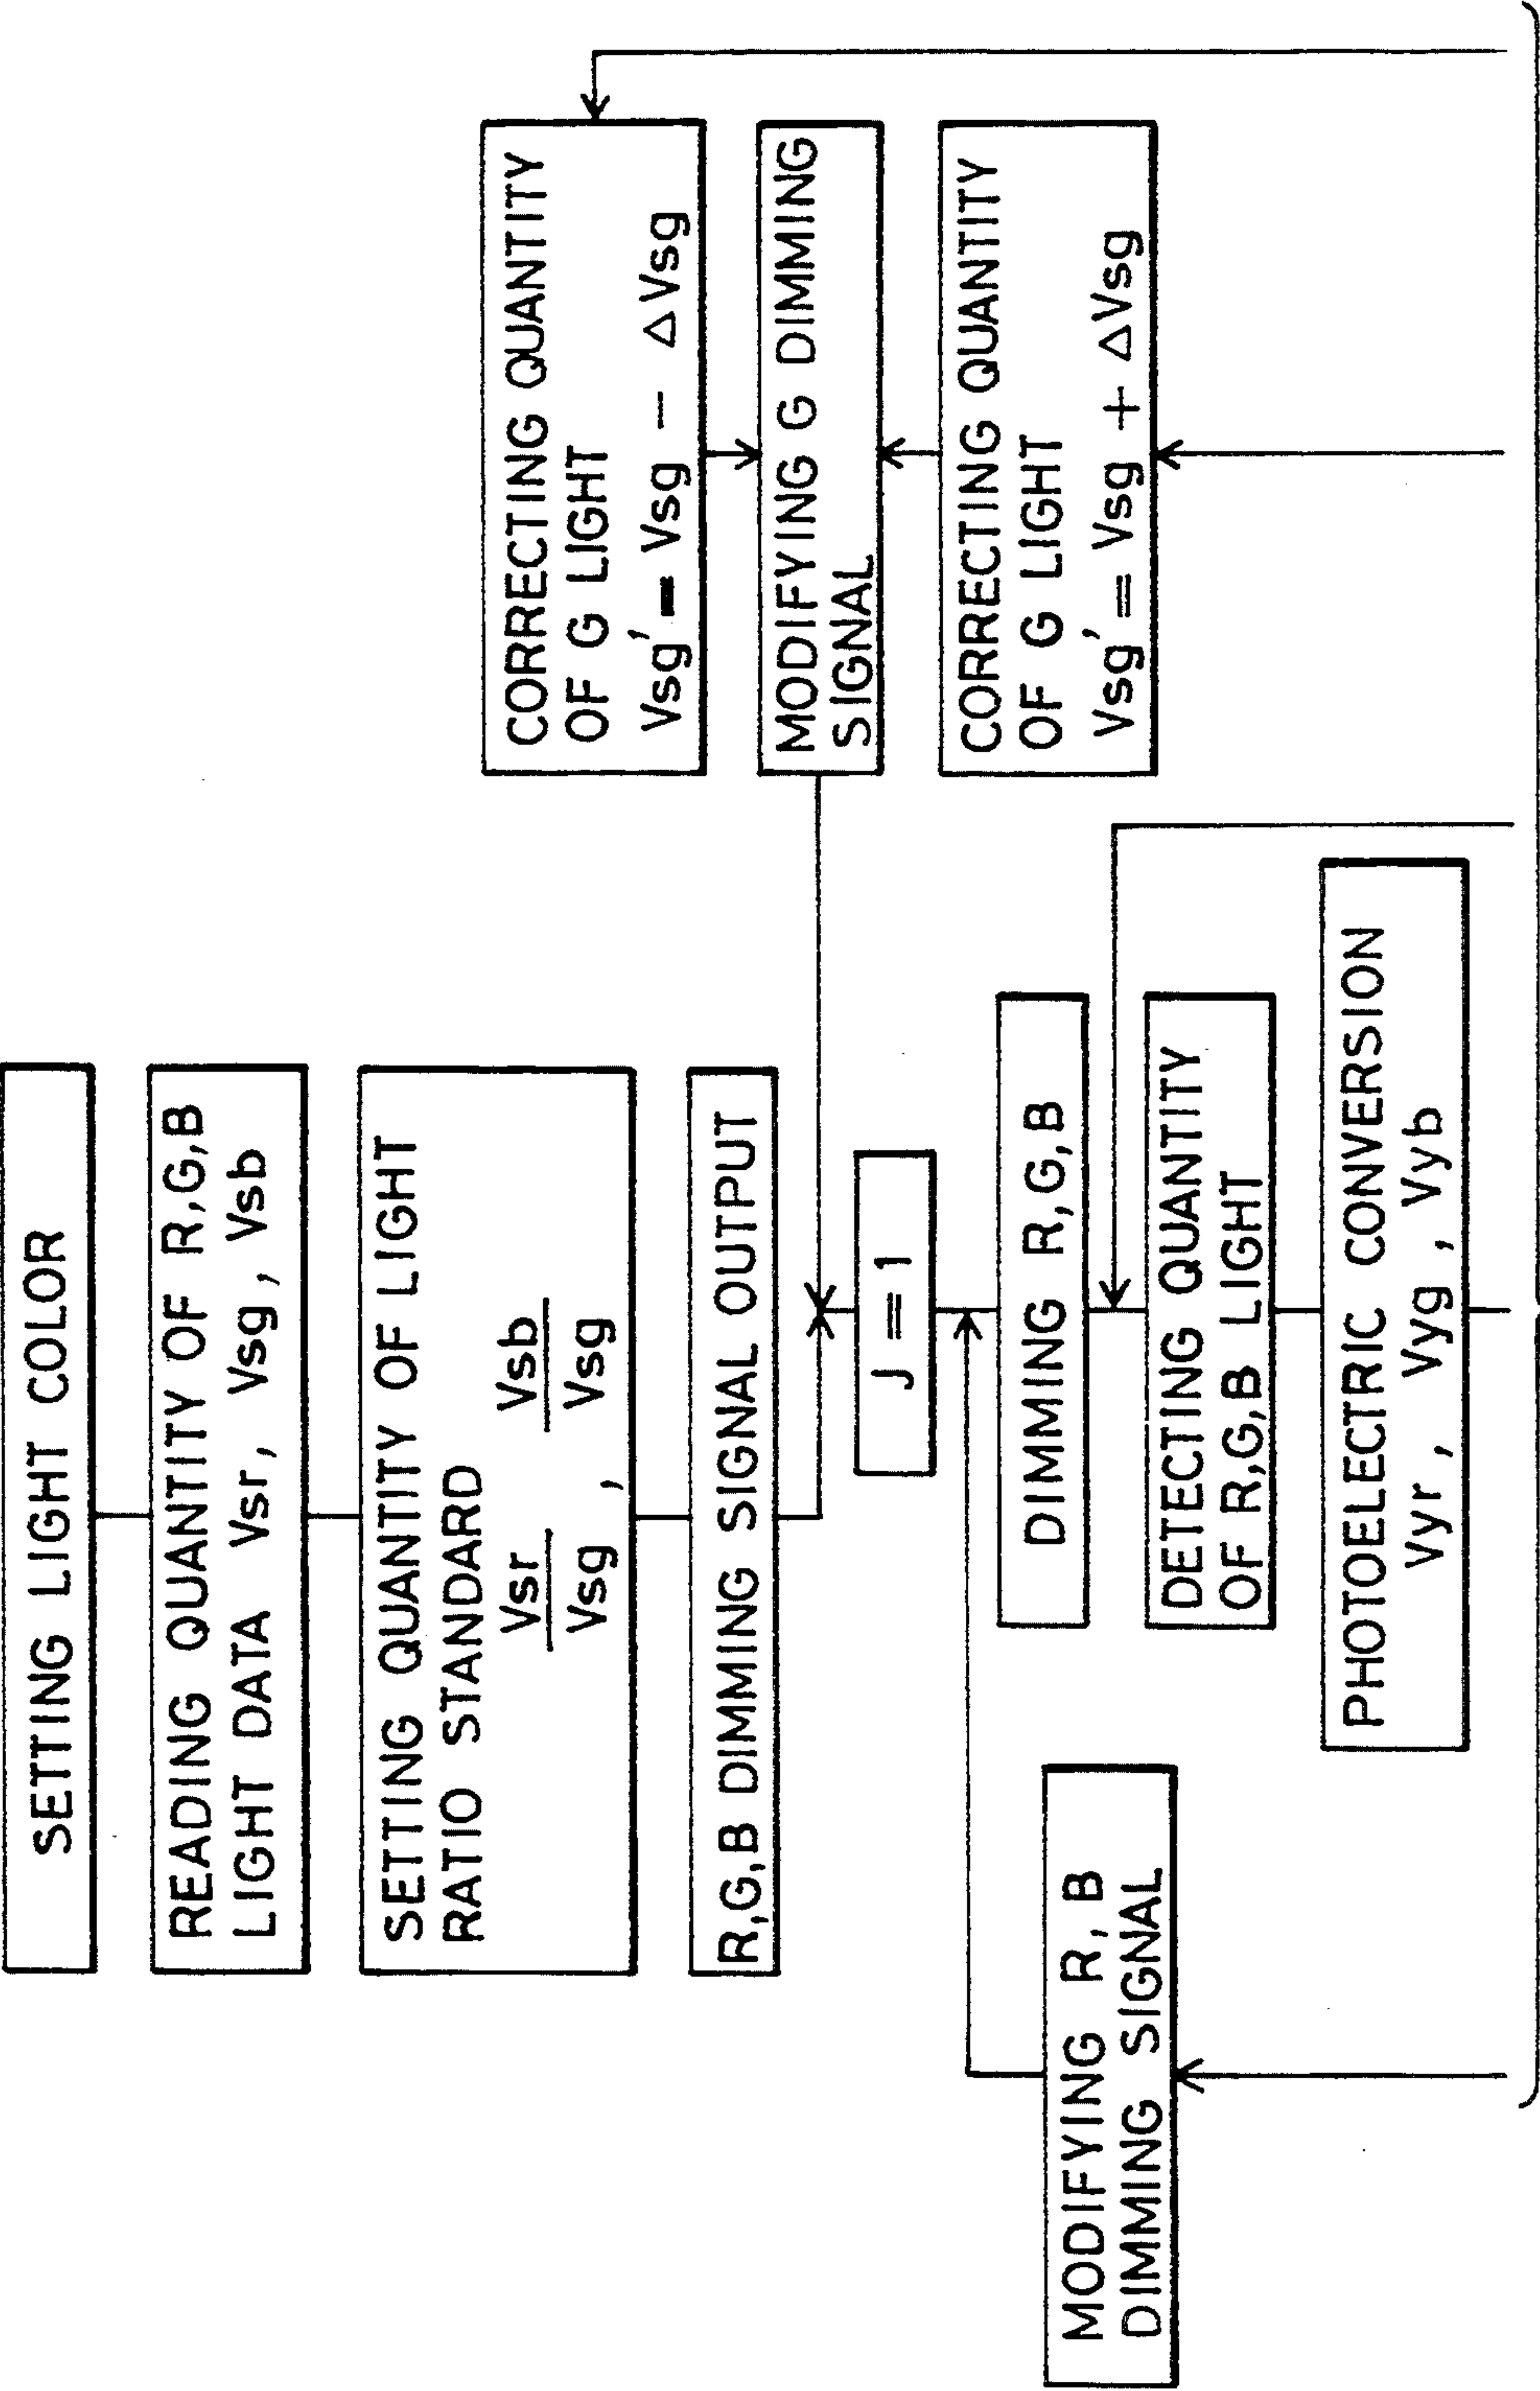 SETTING LIGHT COLOR
READING QUANTITY OF R,G,B
LIGHT DATA Vsr, Vsg, Vsb
SETTING QUANTITY OF LIGHT
RATIO STANDARD
Vsr/Vsg , Vsb/Vsg
R,G,B DIMMING SIGNAL OUTPUT
J = 1
DIMMING R,G,B
DETECTING QUANTITY
OF R,G,B LIGHT
PHOTOELECTRIC CONVERSION
Vyr, Vyg, Vyb
MODIFYING R, B
DIMMING SIGNAL
CORRECTING QUANTITY
OF G LIGHT
Vsg' = Vsg - △Vsg
MODIFYING G DIMMING
SIGNAL
CORRECTING QUANTITY
OF G LIGHT
Vsg' = Vsg + △Vsg